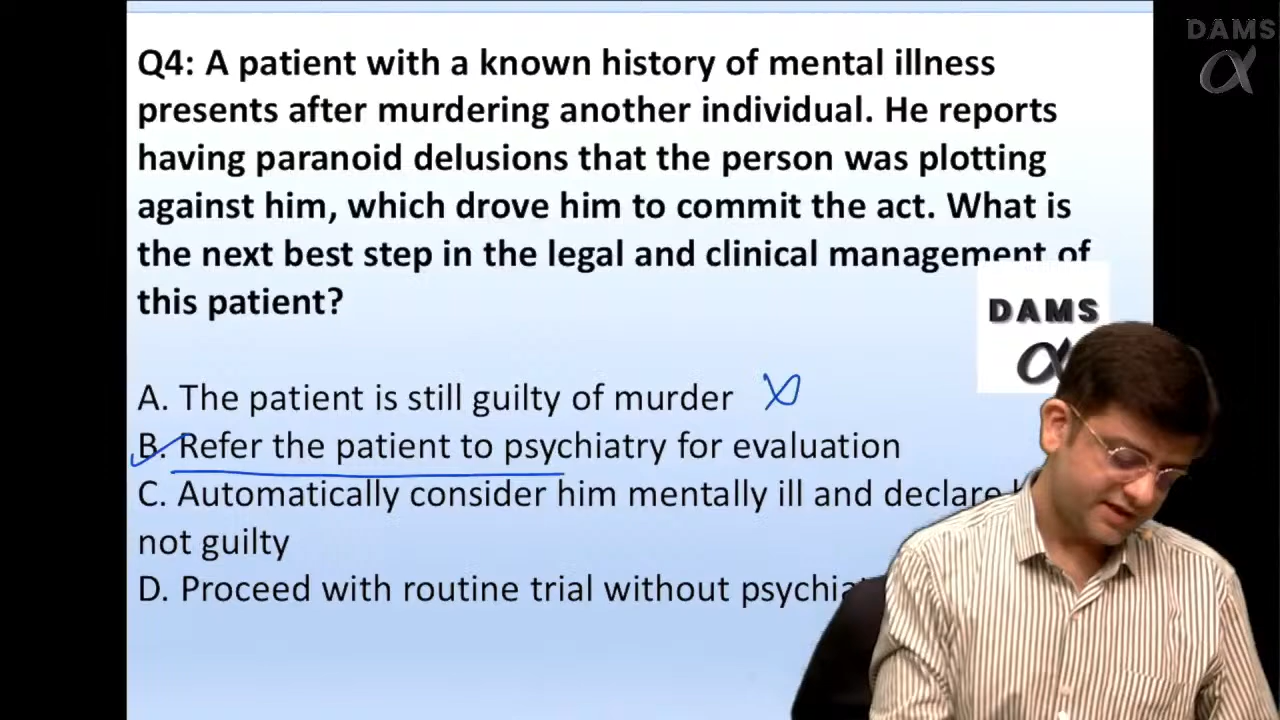 DAMS
α
Q4: A patient with a known history of mental illness
presents after murdering another individual. He reports
having paranoid delusions that the person was plotting
against him, which drove him to commit the act. What is
the next best step in the legal and clinical management of
this patient?
DAMS
α
A. The patient is still guilty of murder
B. Refer the patient to psychiatry for evaluation
C. Automatically consider him mentally ill and declare
not guilty
D. Proceed with routine trial without